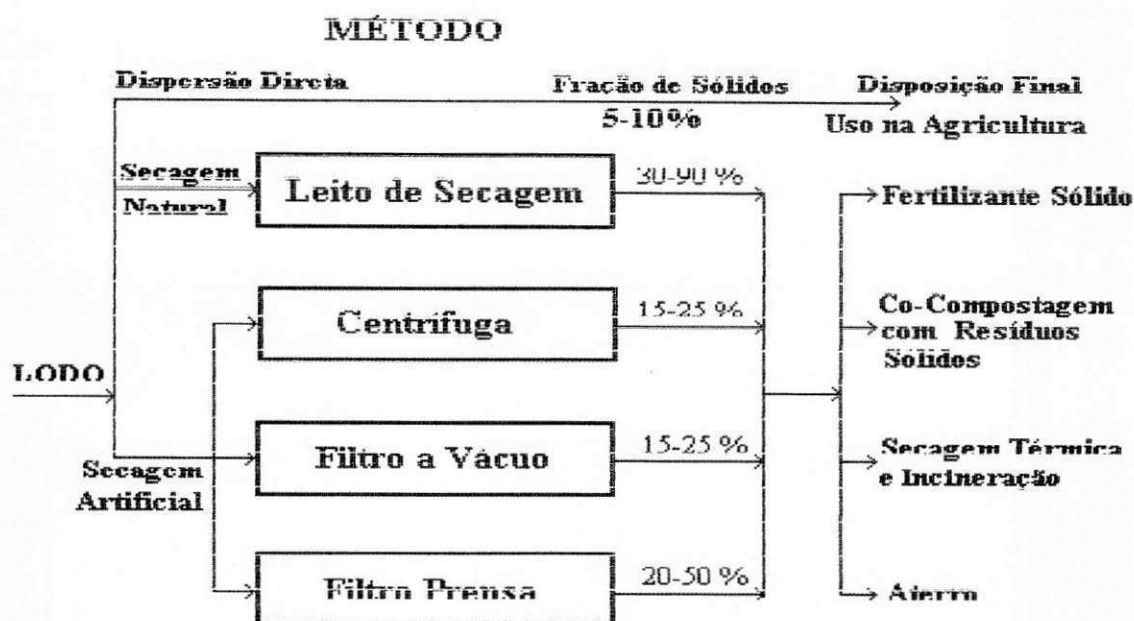 MÉTODO
Dispersão Direta
Fração de Sólidos
Disposição Final
5-10%
Uso na Agricultura
Secagem
Natural
Leito de Secagem
30-90 %
Fertilizante Sólido
Centrífuga
15-25 %
Co-Compostagem
com Resíduos
Sólidos
LODO
Filtro a Vácuo
15-25 %
Secagem Térmica
e Incineração
Secagem
Artificial
Filtro Prensa
20-50 %
Aterro